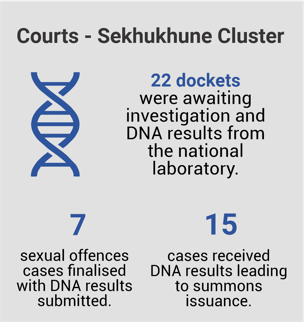 Courts - Sekhukhune Cluster
22 dockets
were awaiting
investigation and
DNA results from
the national
laboratory.
7
sexual offences
cases finalised
with DNA results
submitted.
15
cases received
DNA results leading
to summons
issuance.